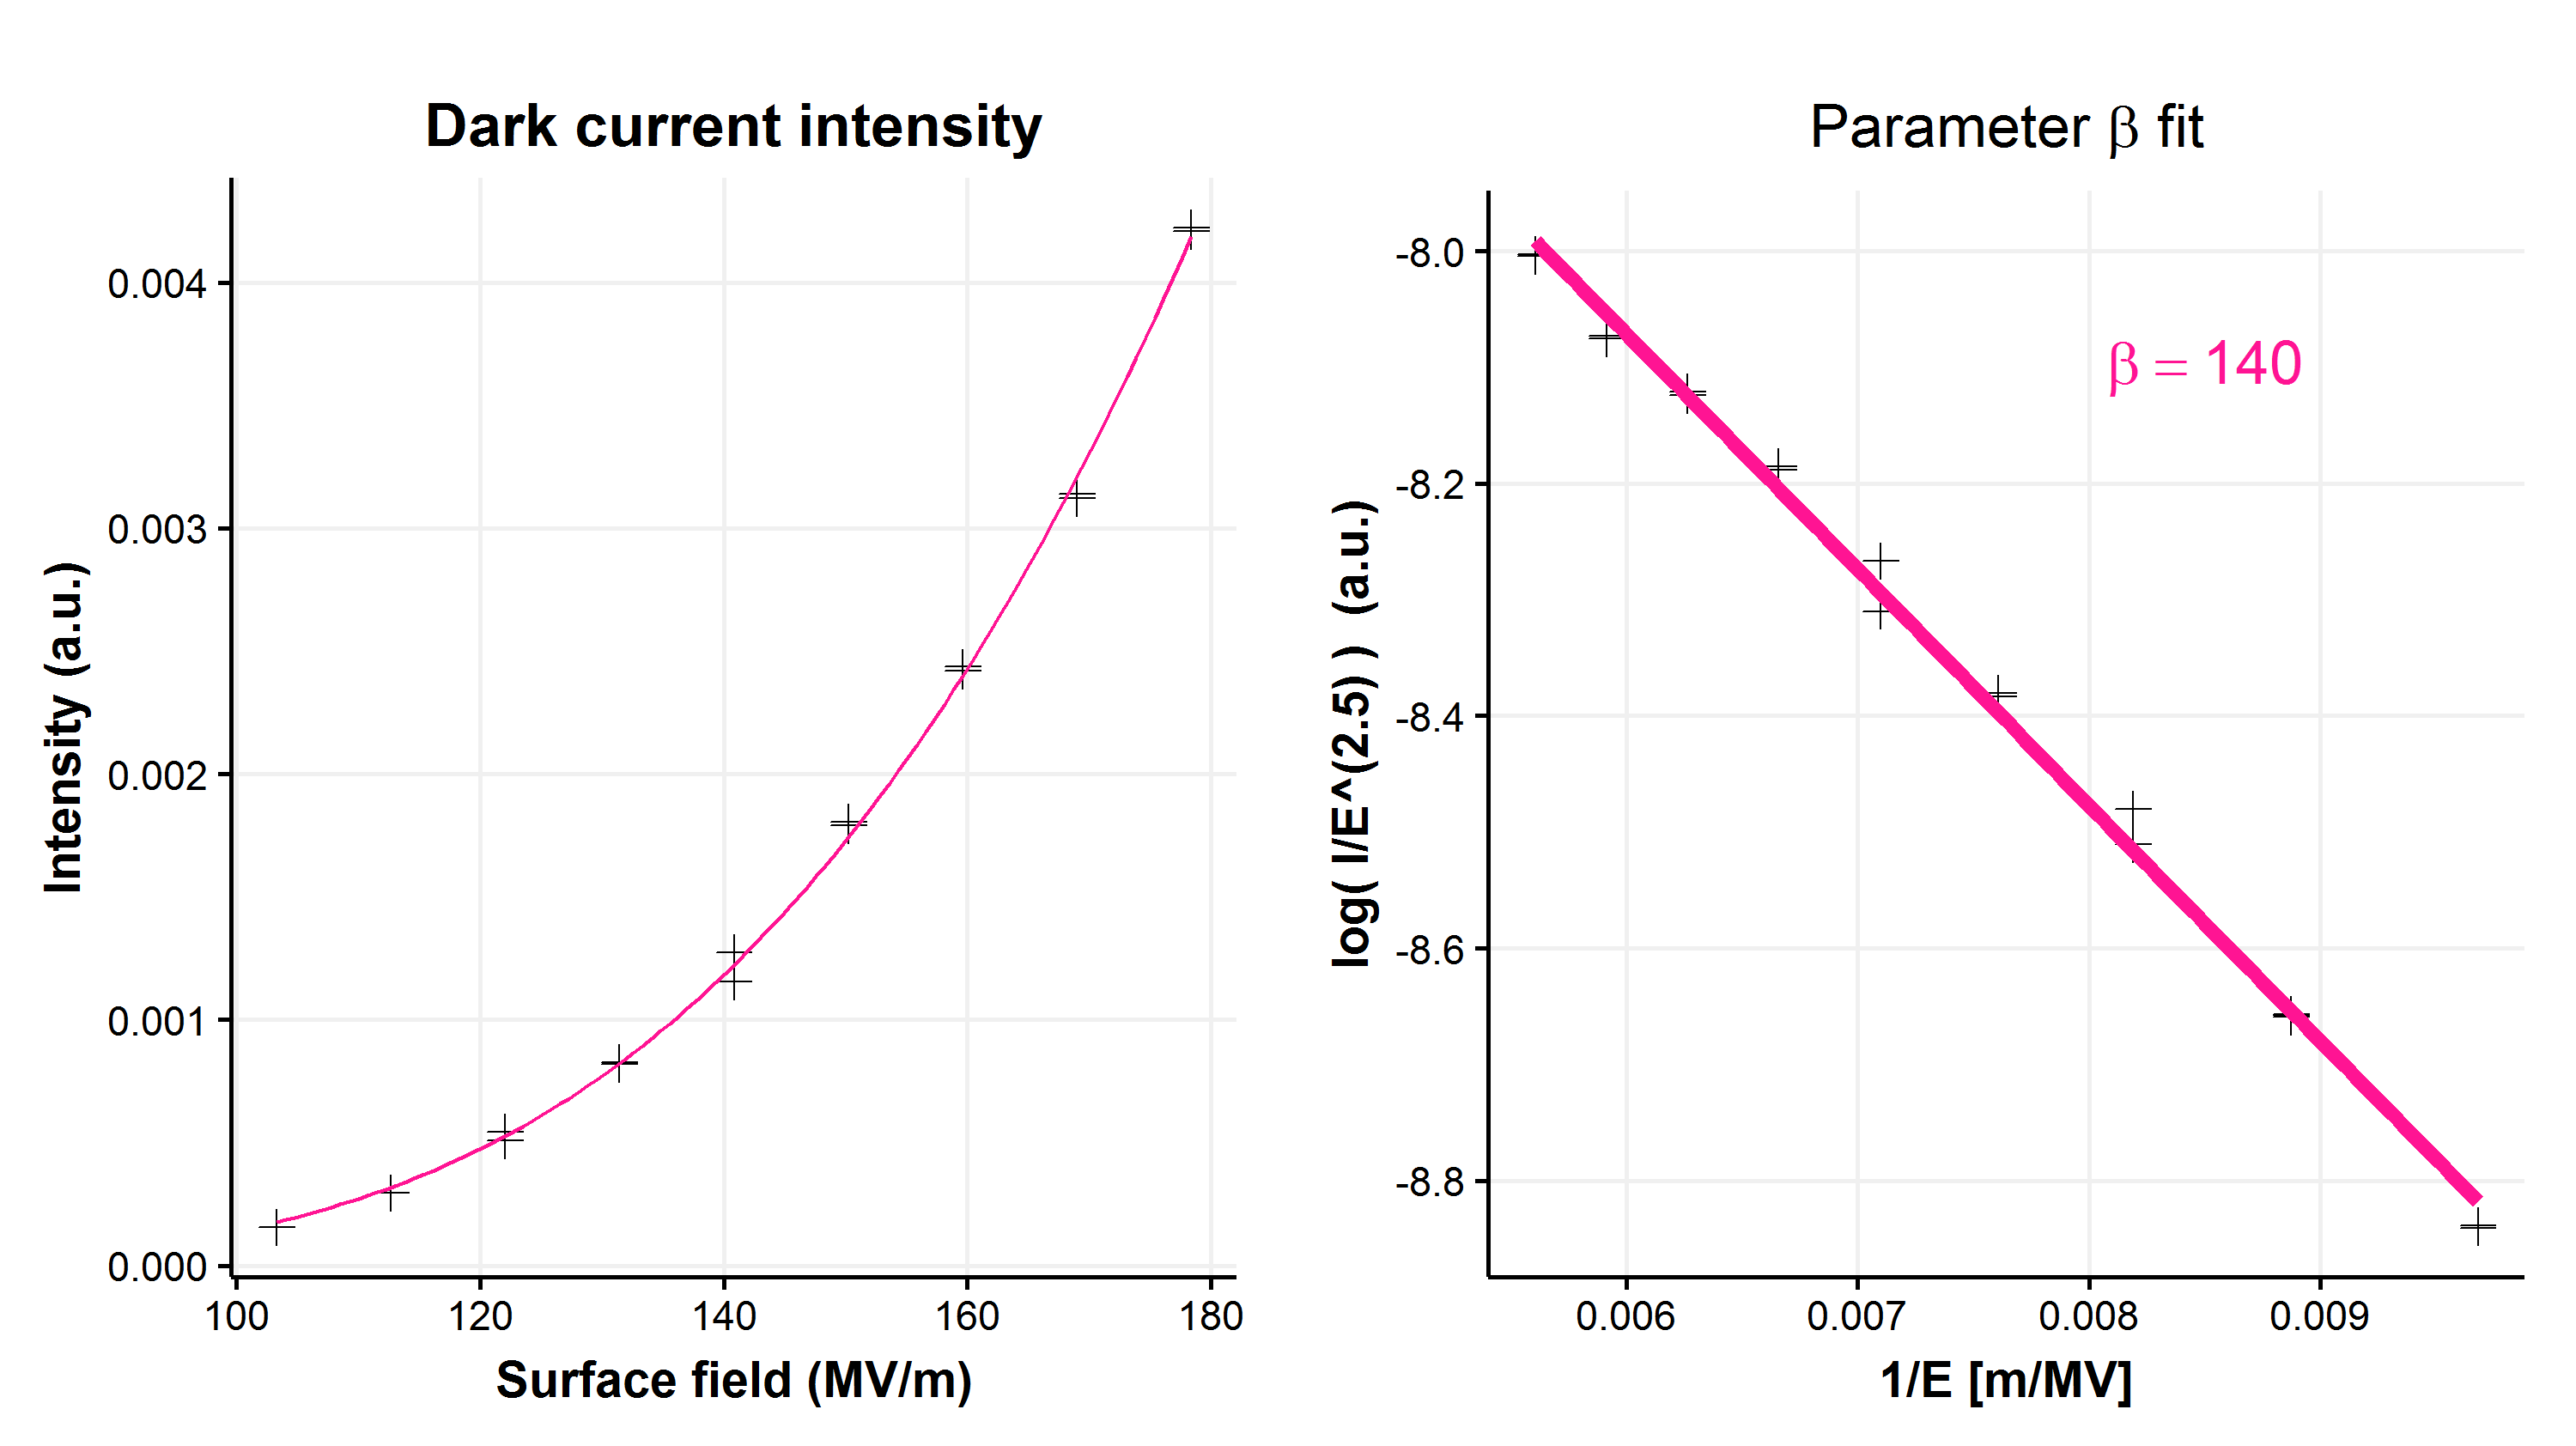 Dark current intensity
Intensity (a.u.)
0.004
0.003
0.002
0.001
0.000
100 120 140 160 180
Surface field (MV/m)
Parameter β fit
β = 140
log( I/E^(2.5) ) (a.u.)
-8.0
-8.2
-8.4
-8.6
-8.8
0.006 0.007 0.008 0.009
1/E [m/MV]